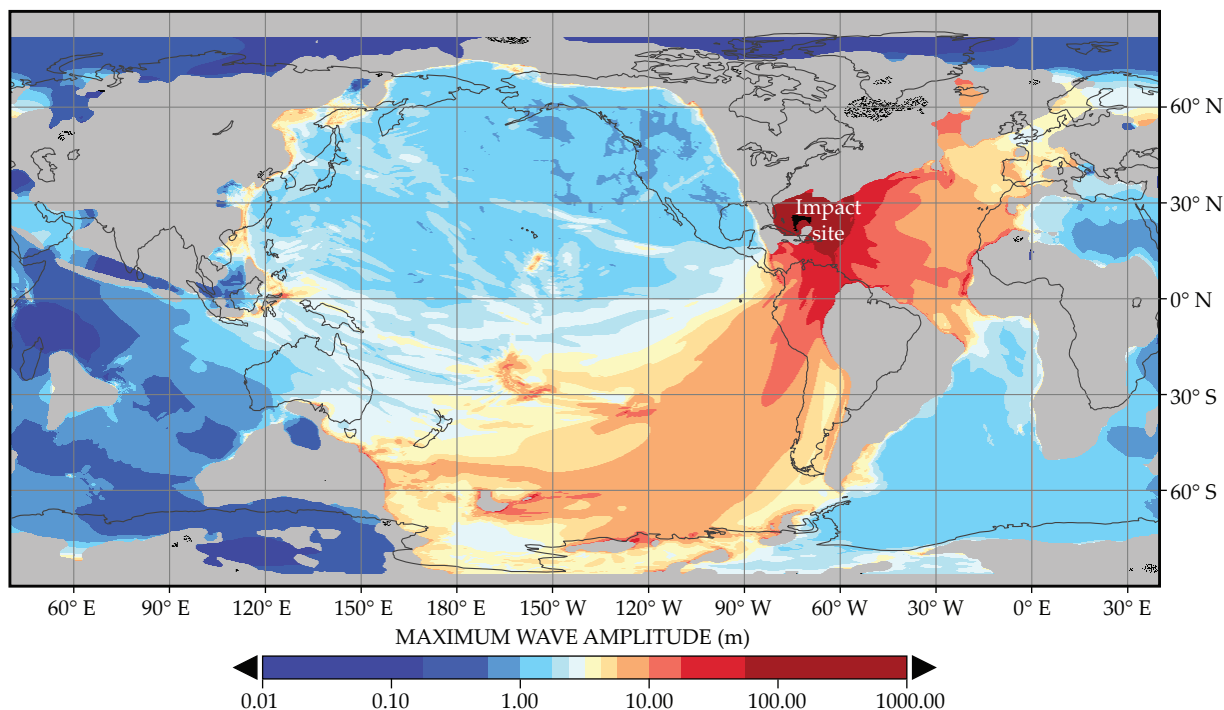 60° N
30° N
Impact
site
0° N
30° S
60° S
60° E 90° E 120° E 150° E 180° E 150° W 120° W 90° W 60° W 30° W 0° E 30° E
MAXIMUM WAVE AMPLITUDE (m)
0.01 0.10 1.00 10.00 100.00 1000.00